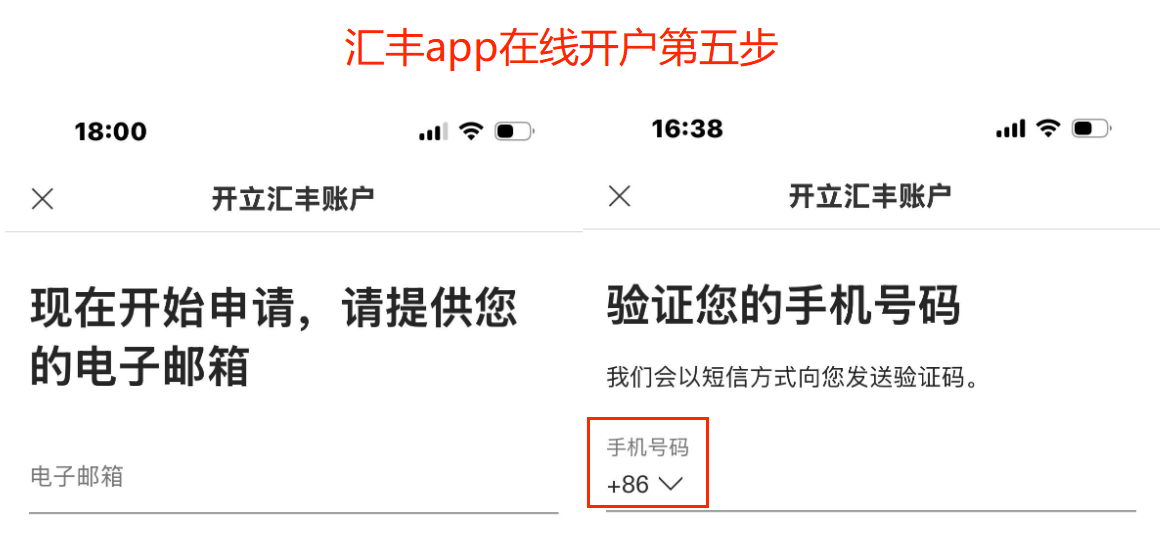 汇丰app在线开户第五步
18:00
开立汇丰账户
现在开始申请，请提供您
的电子邮箱
电子邮箱
16:38
开立汇丰账户
验证您的手机号码
我们会以短信方式向您发送验证码。
手机号码
+86